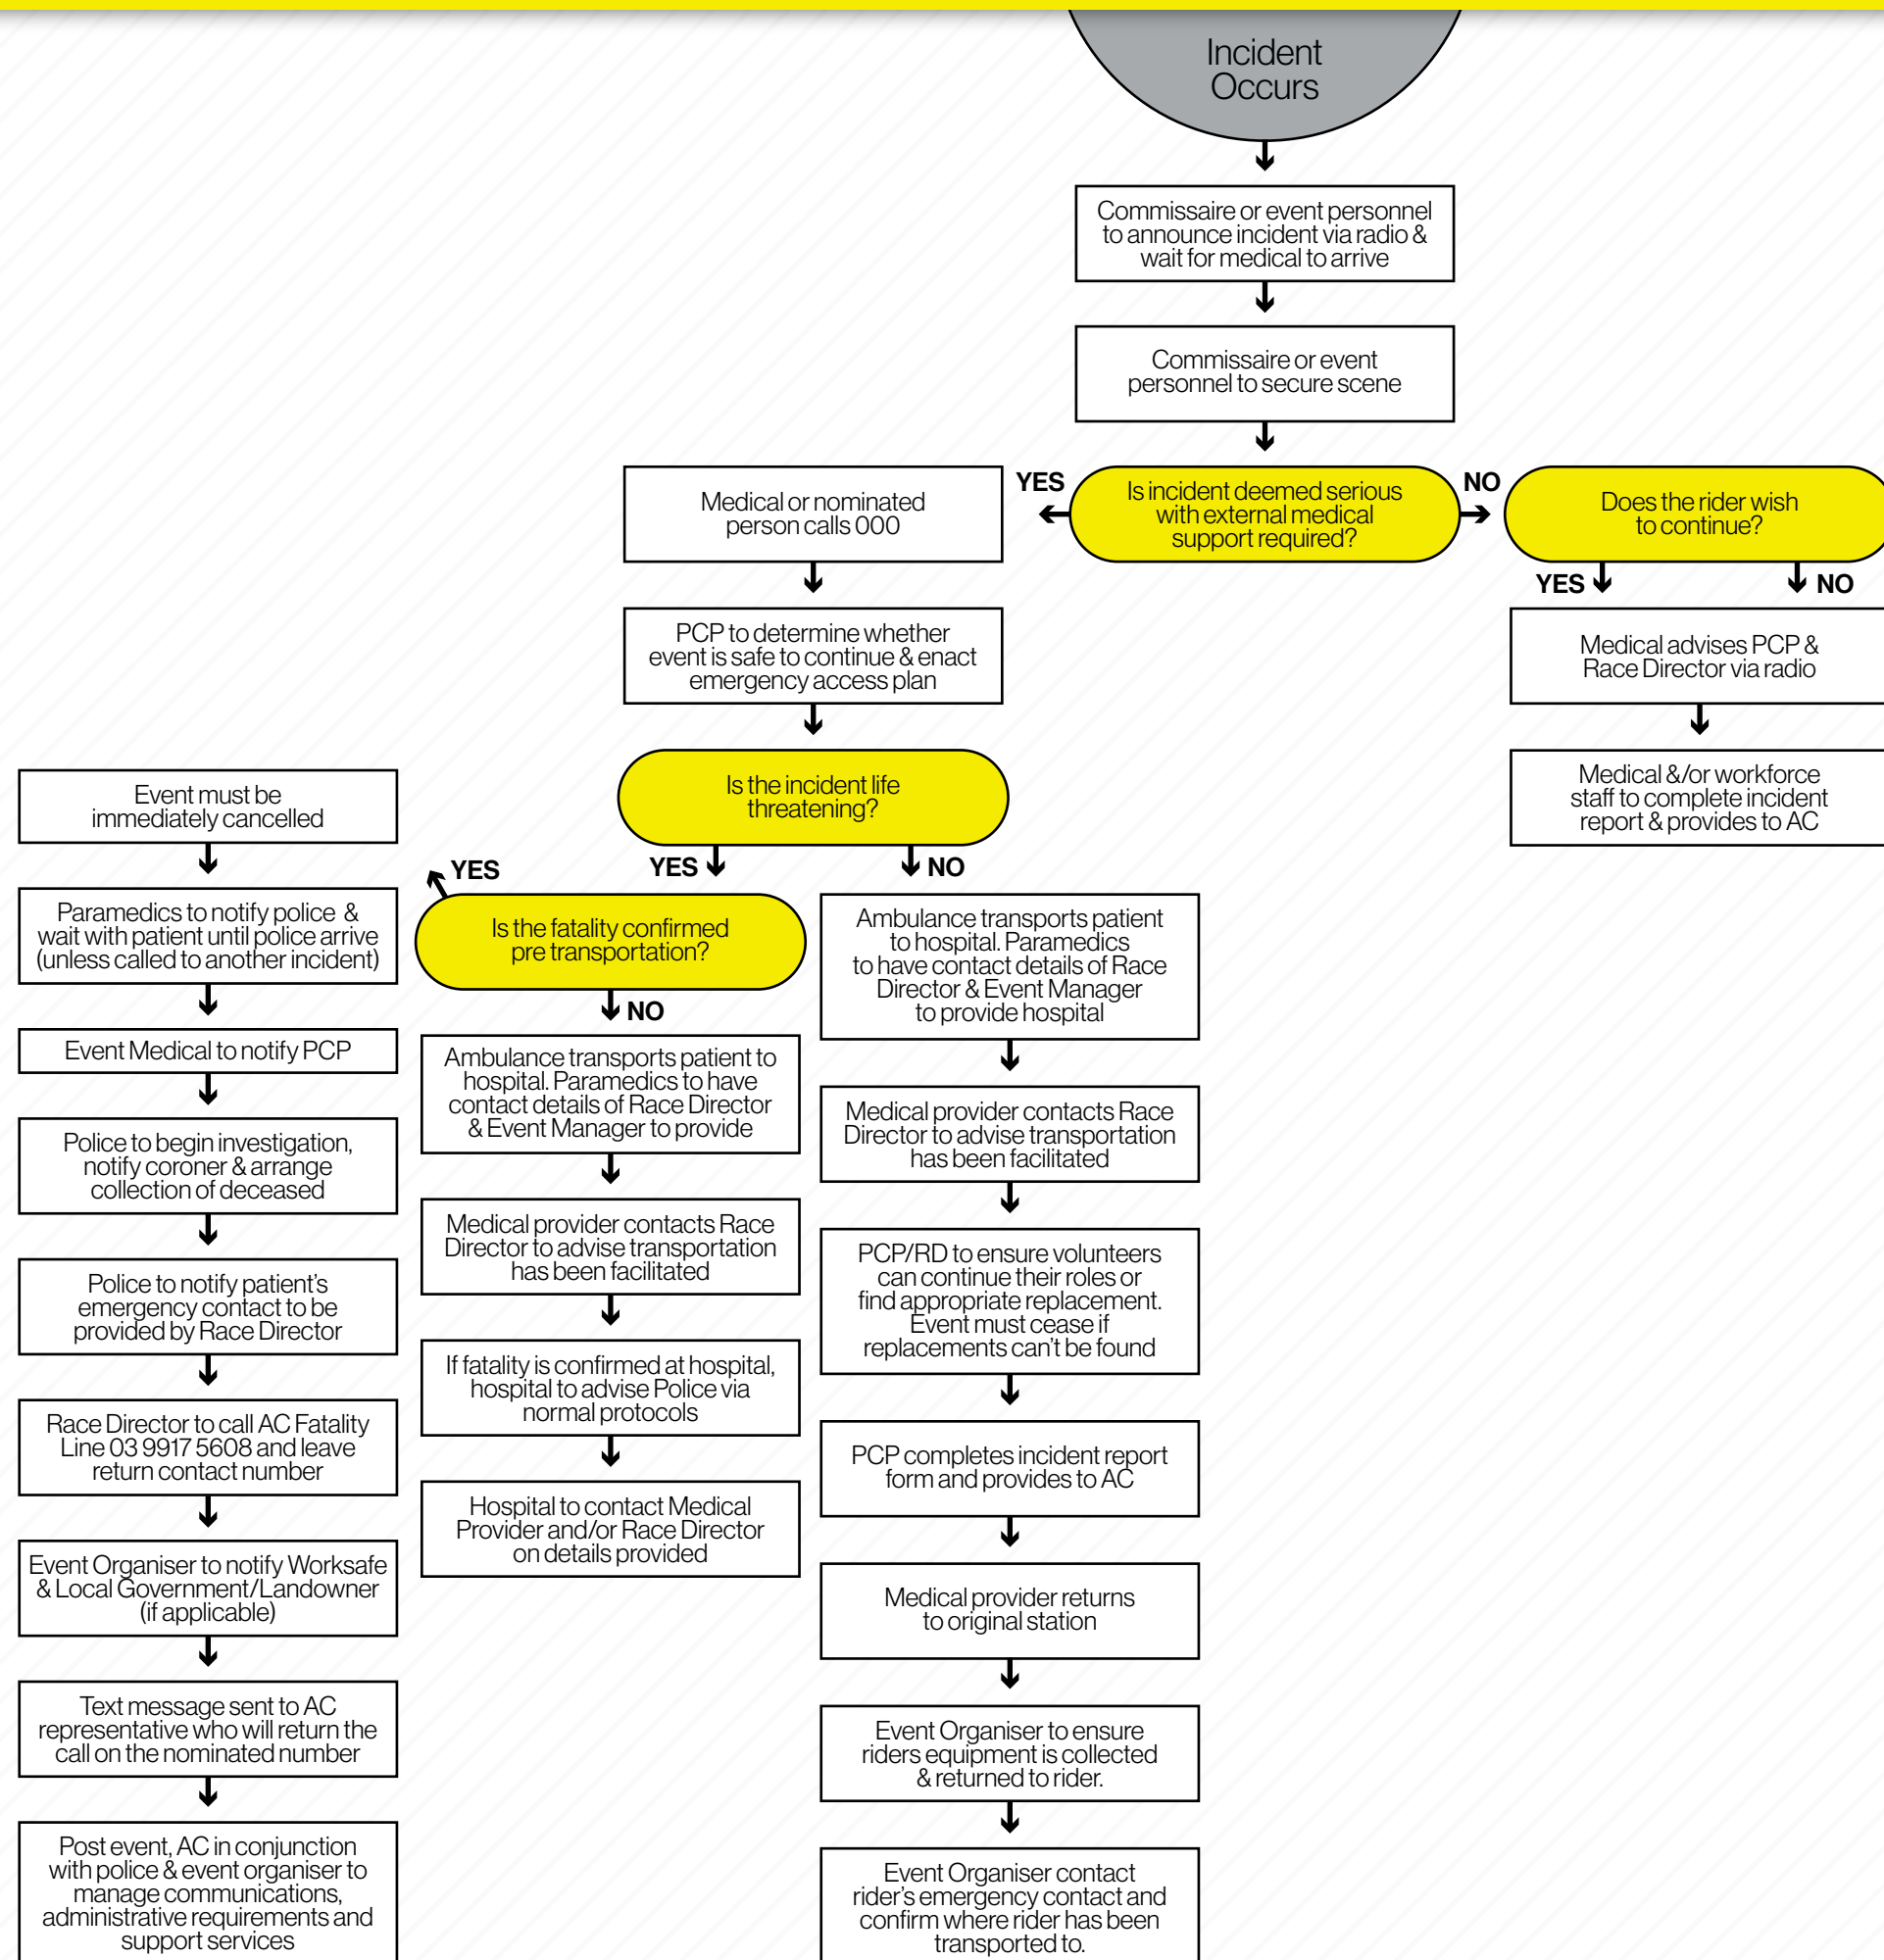 Incident
Occurs
Commissaire or event personnel
to announce incident via radio &
wait for medical to arrive
Commissaire or event
personnel to secure scene
YES
Is incident deemed serious
with external medical
support required?
NO
Medical or nominated
person calls 000
Does the rider wish
to continue?
YES
NO
PCP to determine whether
event is safe to continue & enact
emergency access plan
Medical advises PCP &
Race Director via radio
Medical &/or workforce
staff to complete incident
report & provides to AC
Is the incident life
threatening?
YES
NO
Is the fatality confirmed
pre transportation?
YES
NO
Event must be
immediately cancelled
Paramedics to notify police &
wait with patient until police arrive
(unless called to another incident)
Event Medical to notify PCP
Police to begin investigation,
notify coroner & arrange
collection of deceased
Police to notify patient's
emergency contact to be
provided by Race Director
Race Director to call AC Fatality
Line 03 9917 5608 and leave
return contact number
Event Organiser to notify Worksafe
& Local Government/Landowner
(if applicable)
Text message sent to AC
representative who will return the
call on the nominated number
Post event, AC in conjunction
with police & event organiser to
manage communications,
administrative requirements and
support services
Ambulance transports patient to
hospital. Paramedics to have
contact details of Race Director
& Event Manager to provide
Medical provider contacts Race
Director to advise transportation
has been facilitated
If fatality is confirmed at hospital,
hospital to advise Police via
normal protocols
Hospital to contact Medical
Provider and/or Race Director
on details provided
Ambulance transports patient
to hospital. Paramedics
to have contact details of Race
Director & Event Manager
to provide hospital
Medical provider contacts Race
Director to advise transportation
has been facilitated
PCP/RD to ensure volunteers
can continue their roles or
find appropriate replacement.
Event must cease if
replacements can't be found
PCP completes incident report
form and provides to AC
Medical provider returns
to original station
Event Organiser to ensure
riders equipment is collected
& returned to rider.
Event Organiser contact
rider's emergency contact and
confirm where rider has been
transported to.